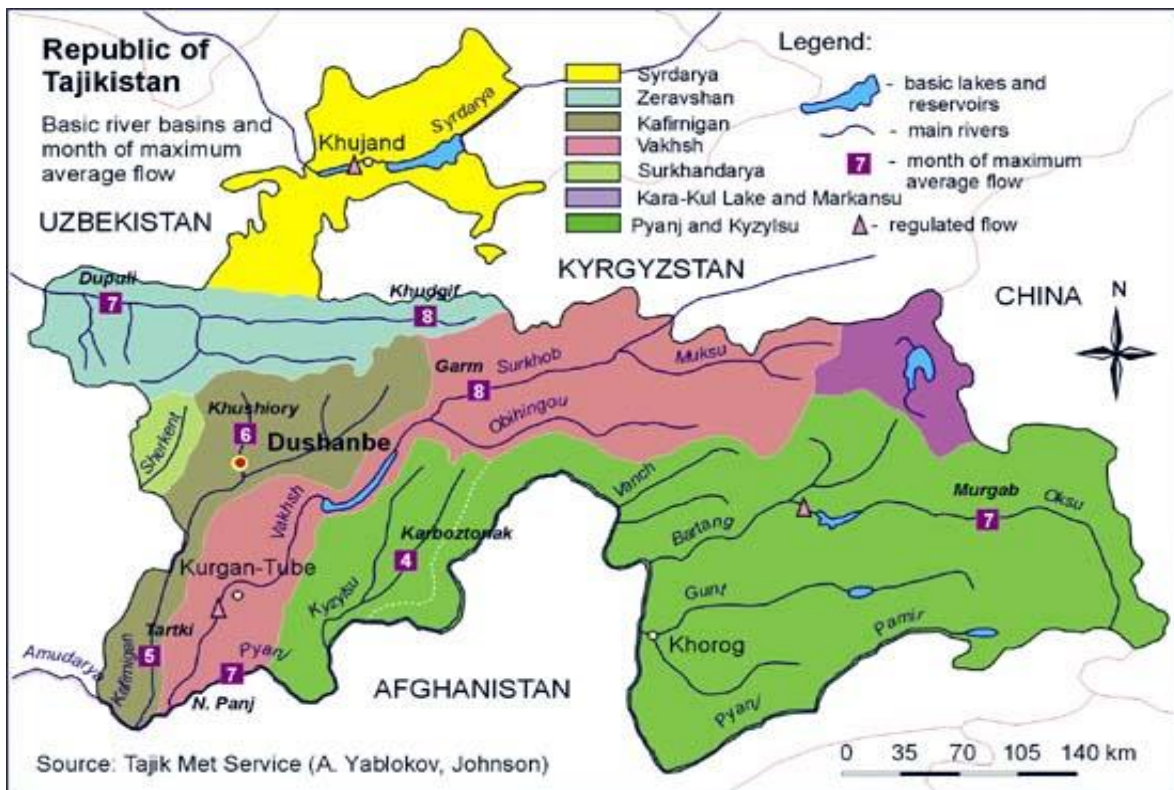 Republic of
Tajikistan
Basic river basins and
month of maximum
average flow
Syrdarya
Zeravshan
Kafirnigan
Vakhsh
Surkhandarya
Kara-Kul Lake and Markansu
Pyanj and Kyzylsu
Legend:
- basic lakes and
reservoirs
- main rivers
7
- month of maximum
average flow
- regulated flow
Khujand
Syrdarya
UZBEKISTAN
KYRGYZSTAN
CHINA
N
Dupuli
7
Khudgif
8
Garm
8
Surkhob
Muksu
Obihingou
Khushiory
6
Dushanbe
Sherkent
Vakhsh
Vanch
Bartang
Murgab
7
Oksu
Karboztonak
4
Kurgan-Tube
Kyzylsu
Gunt
Khorog
Pamir
Pyanj
Tartki
5
Kafirnigan
Pyanj
7
N. Panj
Amudarya
AFGHANISTAN
Source: Tajik Met Service (A. Yablokov, Johnson)
0 35 70 105 140 km